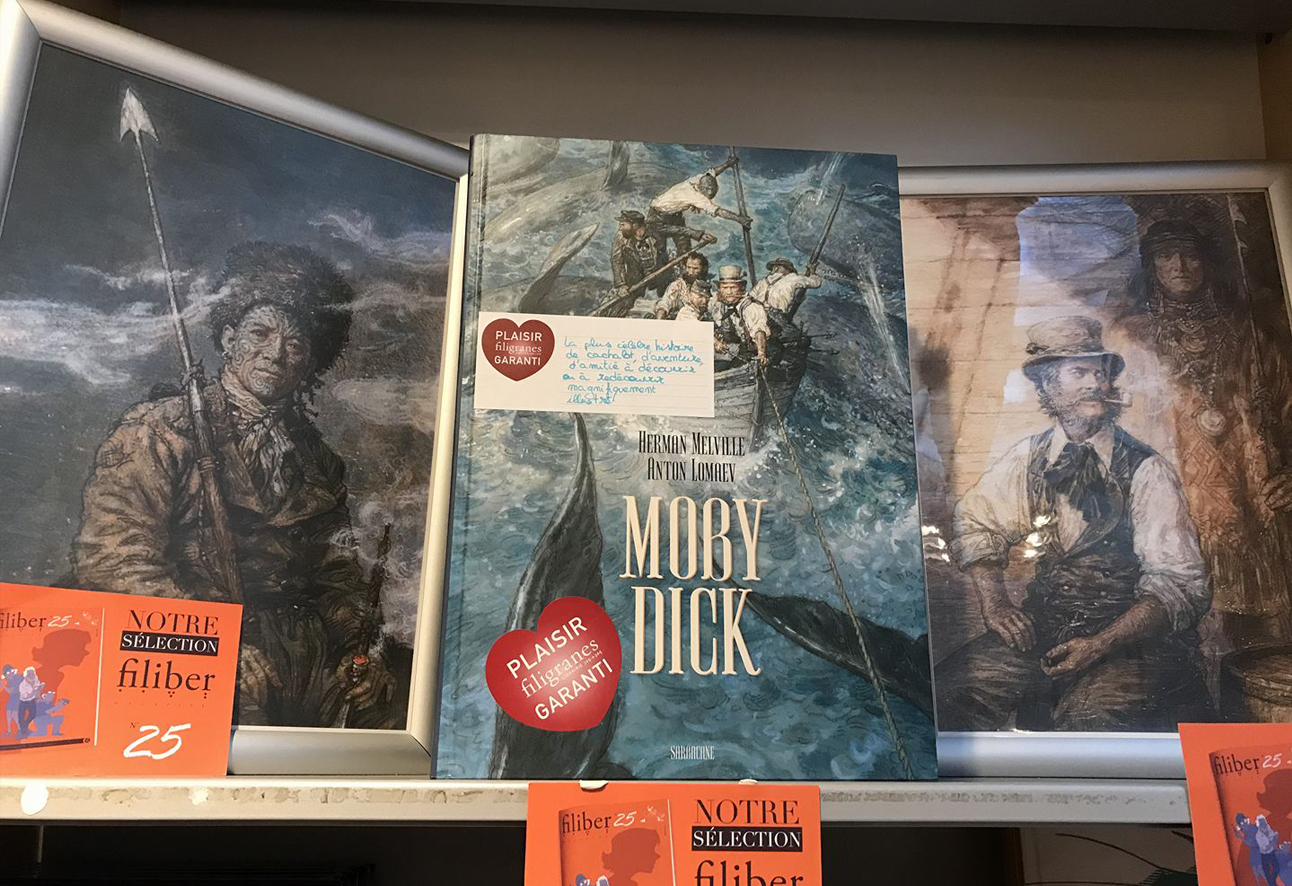 PLAISIR
filigranes
GARANTI
La plus célèbre histoire
de cachalot, d'aventure,
d'amitié à découvrir
ou à redécouvrir
magnifiquement
illustré!
HERMAN MELVILLE
ANTON LOMAEV
MOBY
DICK
PLAISIR
filigranes
GARANTI
SARBACANE
filiber 25
NOTRE
SÉLECTION
filiber
N°
25
filiber 25
NOTRE
SÉLECTION
filiber
filiber 25